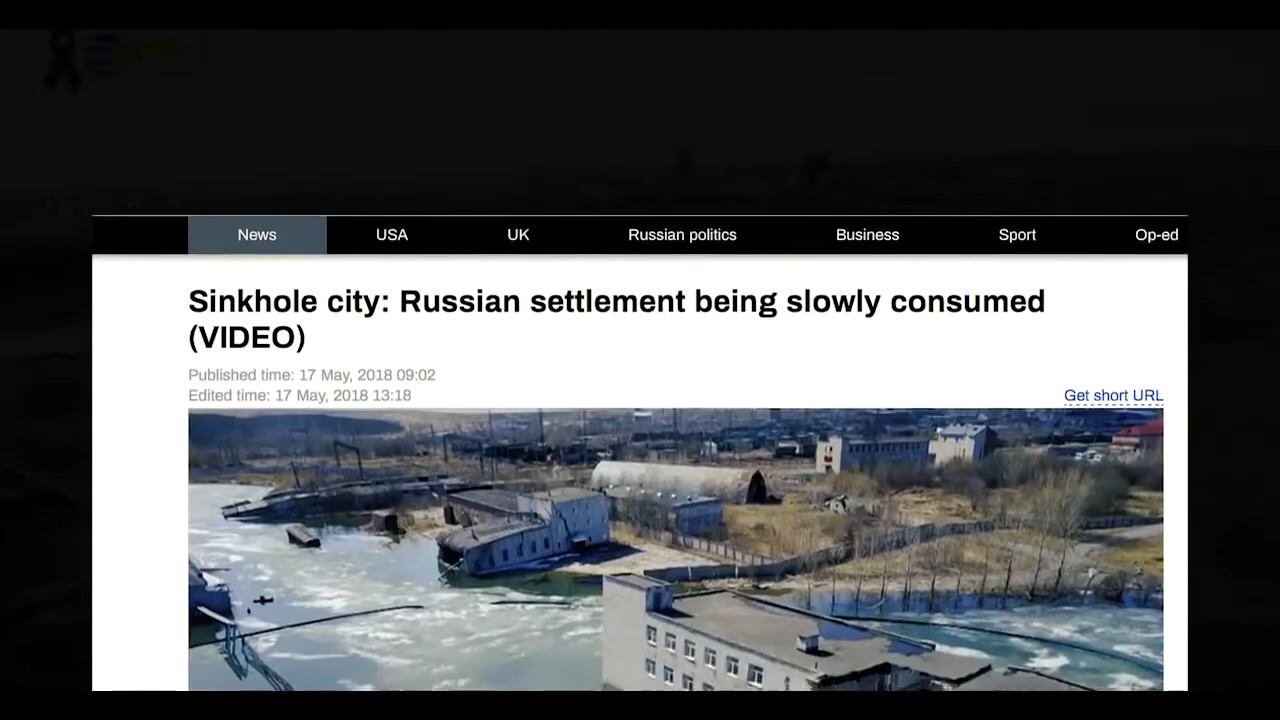 News
USA
UK
Russian politics
Business
Sport
Op-ed
Sinkhole city: Russian settlement being slowly consumed
(VIDEO)
Published time: 17 May, 2018 09:02
Edited time: 17 May, 2018 13:18
Get short URL